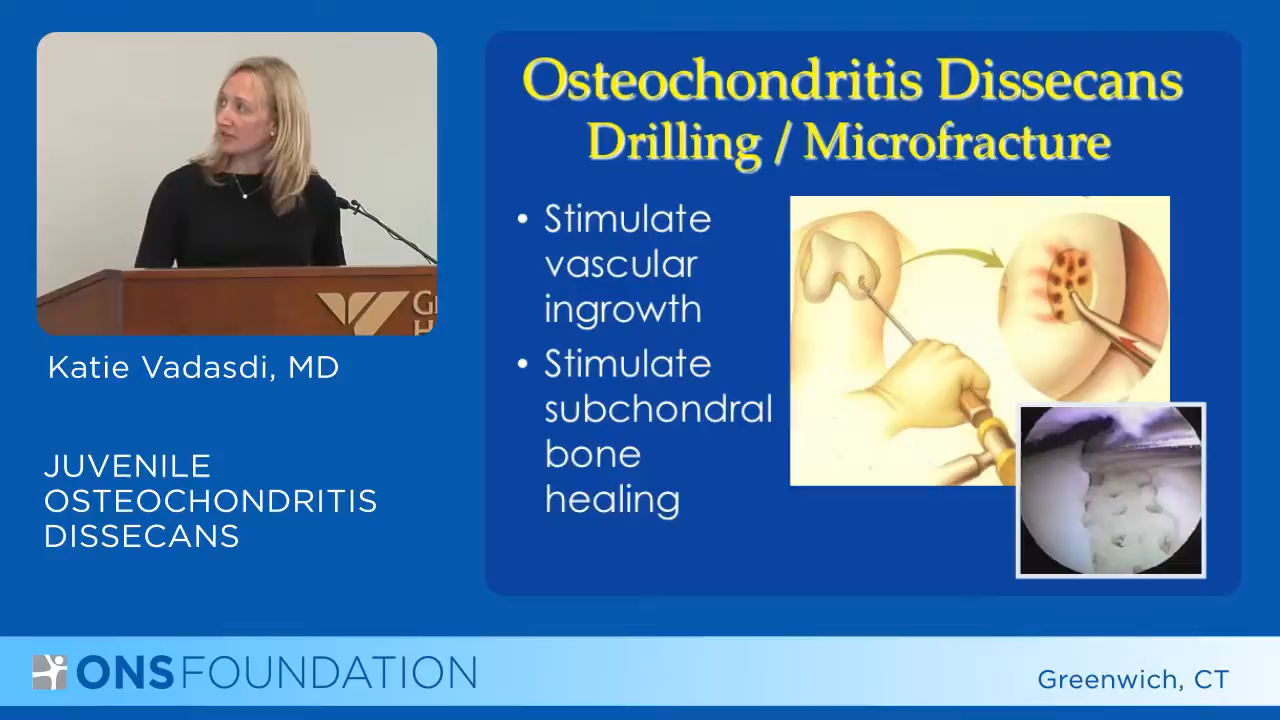 Osteochondritis Dissecans
Drilling / Microfracture
• Stimulate
vascular
ingrowth
• Stimulate
subchondral
bone
healing
Katie Vadasdi, MD
JUVENILE
OSTEOCHONDRITIS
DISSECANS
ONS FOUNDATION
Greenwich, CT